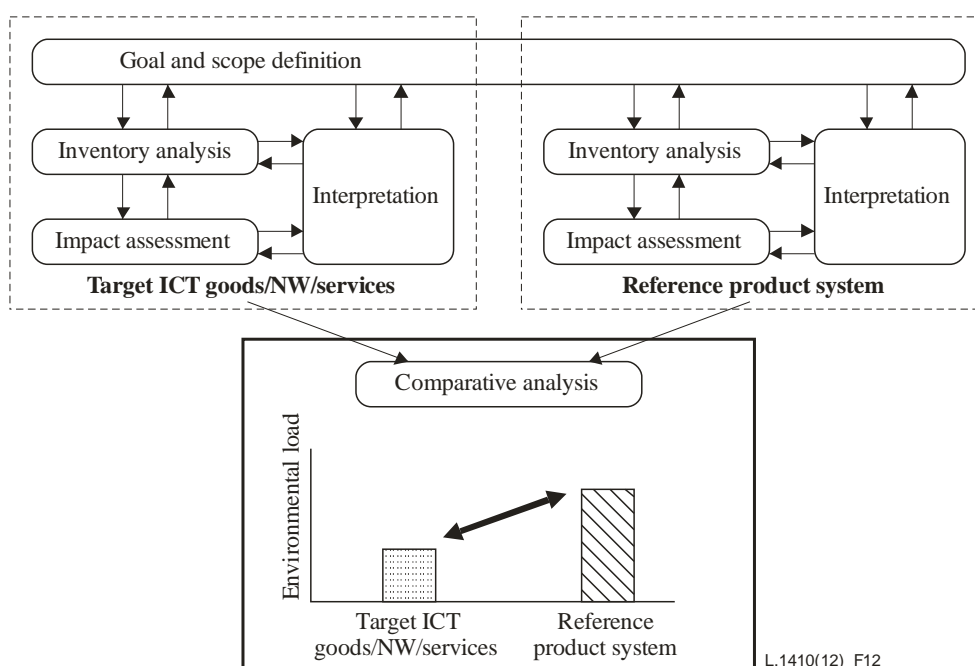 Goal and scope definition
Inventory analysis
Interpretation
Impact assessment
Target ICT goods/NW/services
Inventory analysis
Interpretation
Impact assessment
Reference product system
Comparative analysis
Environmental load
Target ICT
goods/NW/services
Reference
product system
L.1410(12)_F12